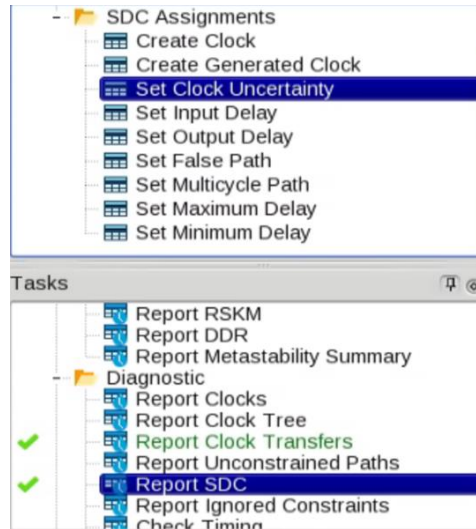 SDC Assignments
Create Clock
Create Generated Clock
Set Clock Uncertainty
Set Input Delay
Set Output Delay
Set False Path
Set Multicycle Path
Set Maximum Delay
Set Minimum Delay
Tasks
Report RSKM
Report DDR
Report Metastability Summary
Diagnostic
Report Clocks
Report Clock Tree
Report Clock Transfers
Report Unconstrained Paths
Report SDC
Report Ignored Constraints
Check Timing